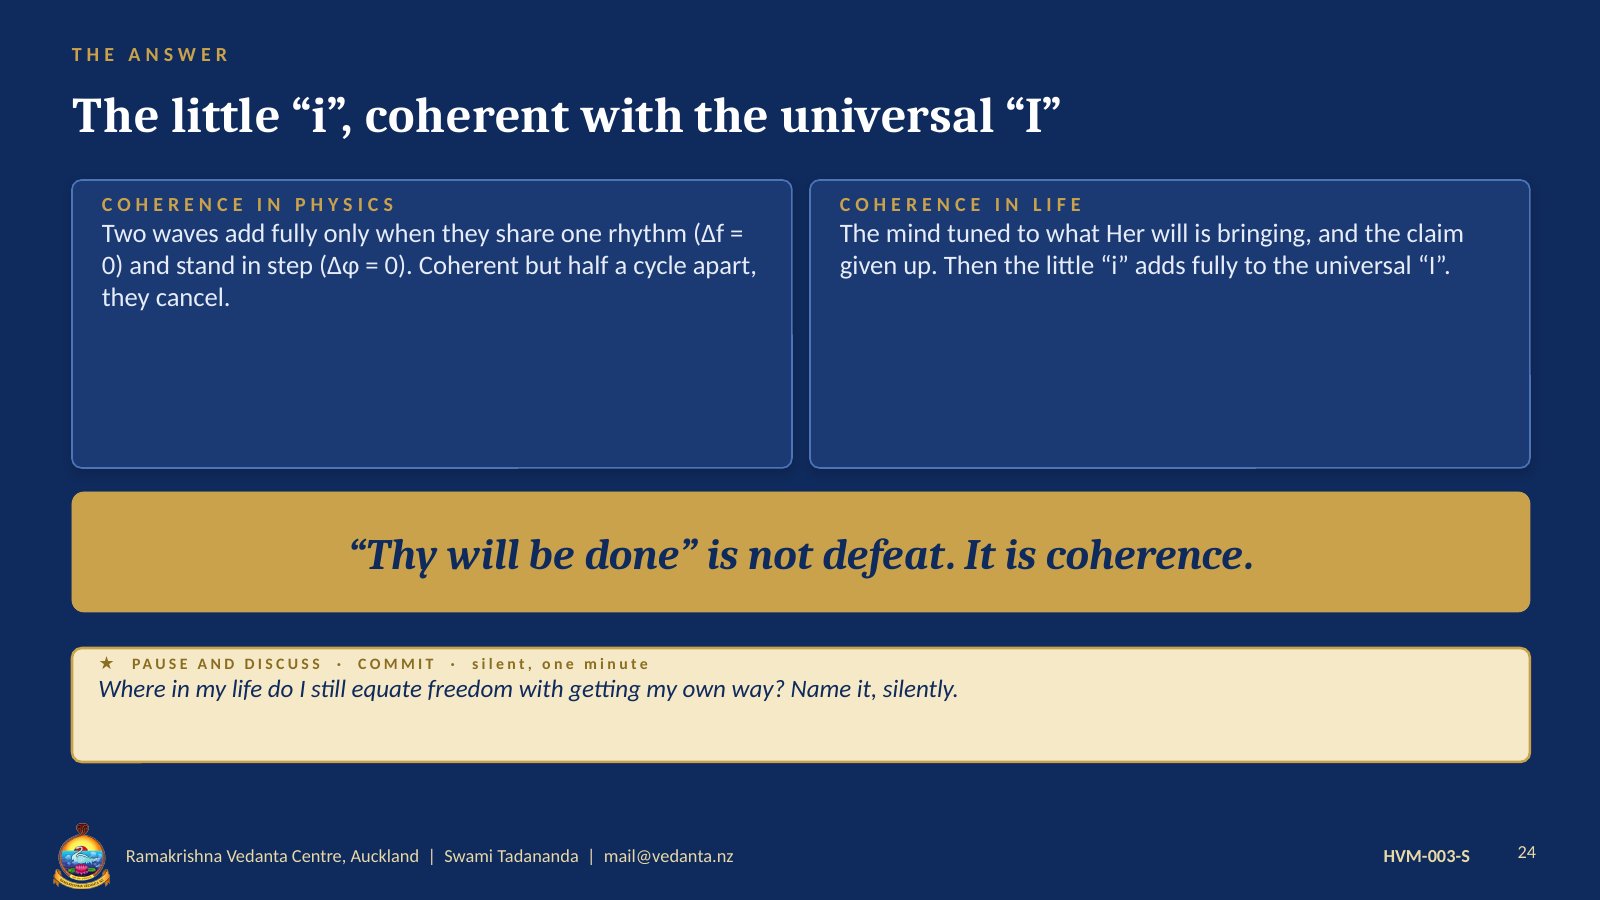 THE ANSWER
The little “i”, coherent with the universal “I”
COHERENCE IN PHYSICS
Two waves add fully only when they share one rhythm (Δf =
0) and stand in step (Δφ = 0). Coherent but half a cycle apart,
they cancel.
COHERENCE IN LIFE
The mind tuned to what Her will is bringing, and the claim
given up. Then the little “i” adds fully to the universal “I”.
“Thy will be done” is not defeat. It is coherence.
★ PAUSE AND DISCUSS · COMMIT · silent, one minute
Where in my life do I still equate freedom with getting my own way? Name it, silently.
Ramakrishna Vedanta Centre, Auckland | Swami Tadananda | mail@vedanta.nz
HVM-003-S
24